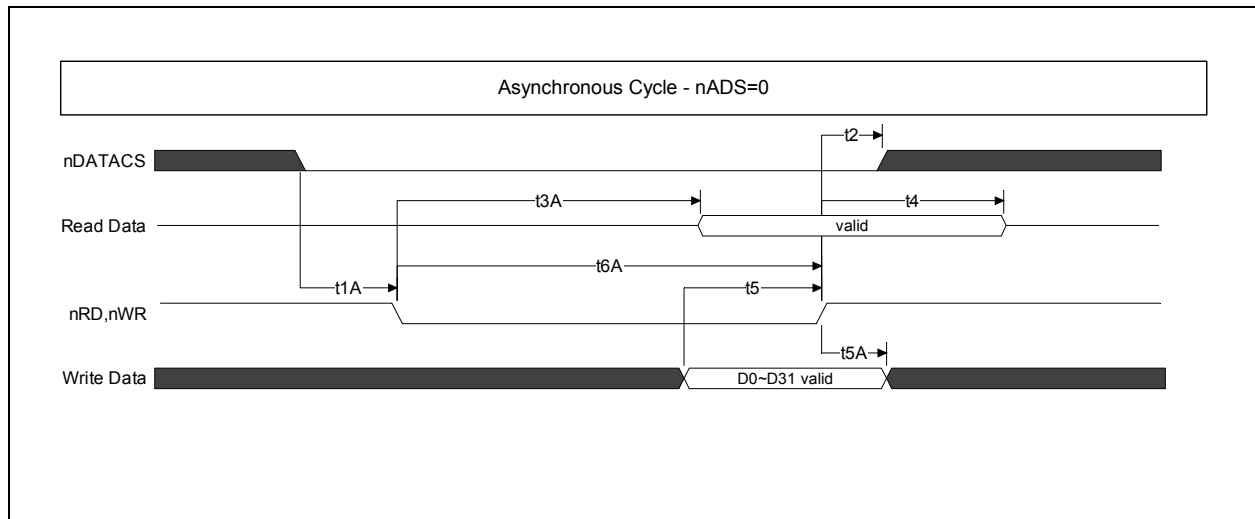 Asynchronous Cycle - nADS=0
t2
nDATACS
t3A
t4
Read Data
valid
t6A
t1A
t5
nRD,nWR
t5A
Write Data
D0~D31 valid